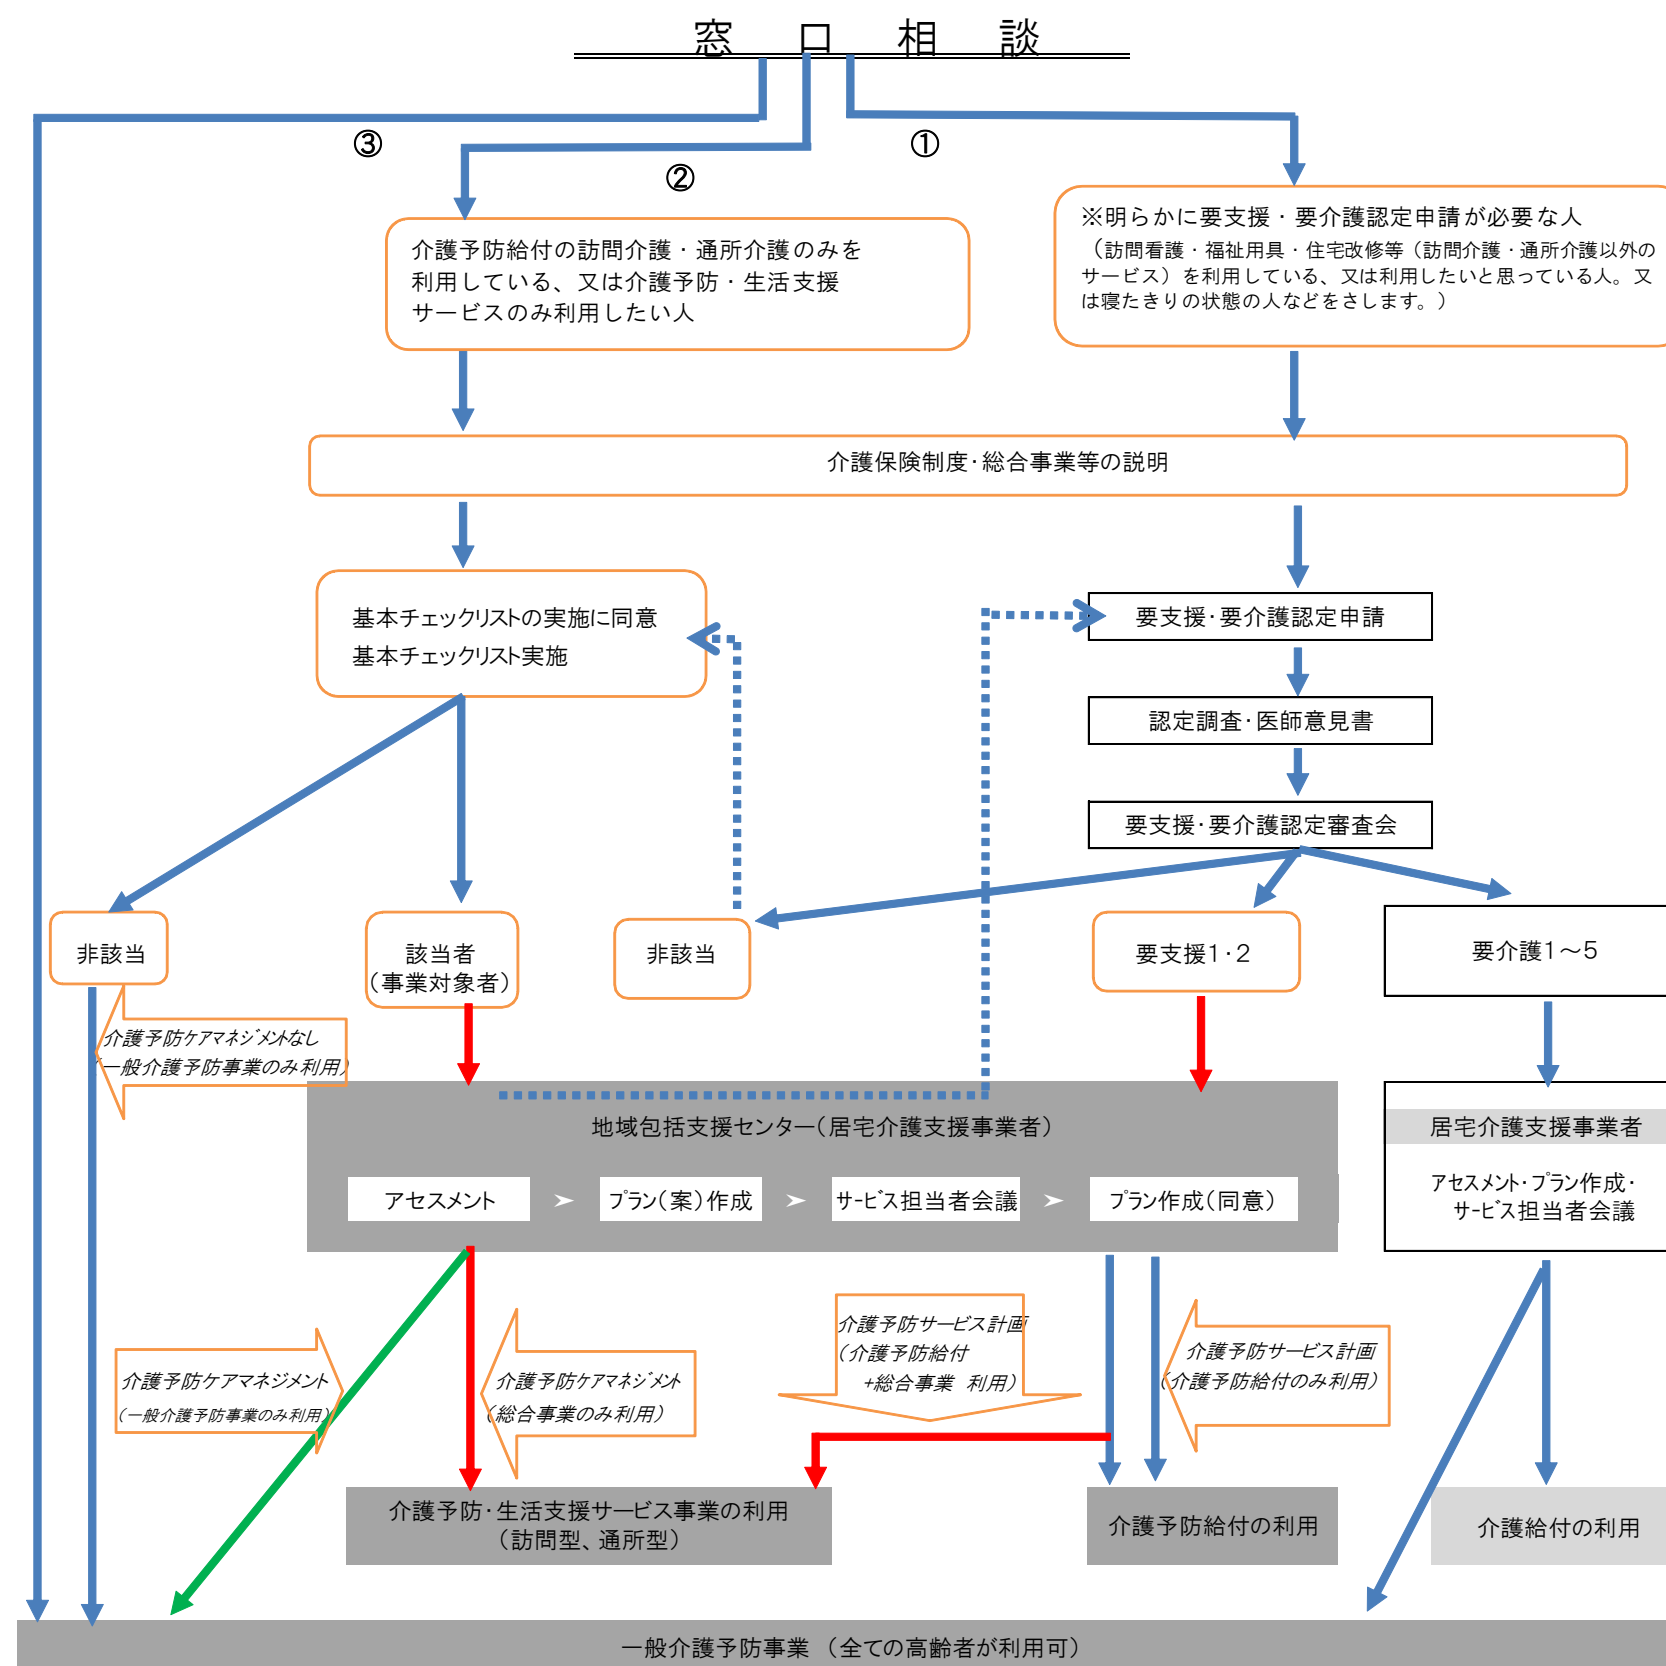 窓口相談
③
①
②
介護予防給付の訪問介護・通所介護のみを
利用している、又は介護予防・生活支援
サービスのみ利用したい人
※明らかに要支援・要介護認定申請が必要な人
（訪問看護・福祉用具・住宅改修等（訪問介護・通所介護以外の
サービス）を利用している、又は利用したいと思っている人。又
は寝たきりの状態の人などをさします。）
介護保険制度・総合事業等の説明
基本チェックリストの実施に同意
基本チェックリスト実施
要支援・要介護認定申請
認定調査・医師意見書
要支援・要介護認定審査会
非該当
該当者
（事業対象者）
非該当
要支援1・2
要介護1～5
介護予防ケアマネジメントなし
（一般介護予防事業のみ利用）
地域包括支援センター（居宅介護支援事業者）
アセスメント ＞ プラン（案）作成 ＞ サービス担当者会議 ＞ プラン作成（同意）
居宅介護支援事業者
アセスメント・プラン作成・
サービス担当者会議
介護予防ケアマネジメント
（一般介護予防事業のみ利用）
介護予防ケアマネジメント
（総合事業のみ利用）
介護予防サービス計画
（介護予防給付
+総合事業 利用）
介護予防サービス計画
（介護予防給付のみ利用）
介護予防・生活支援サービス事業の利用
（訪問型、通所型）
介護予防給付の利用
介護給付の利用
一般介護予防事業 （全ての高齢者が利用可）